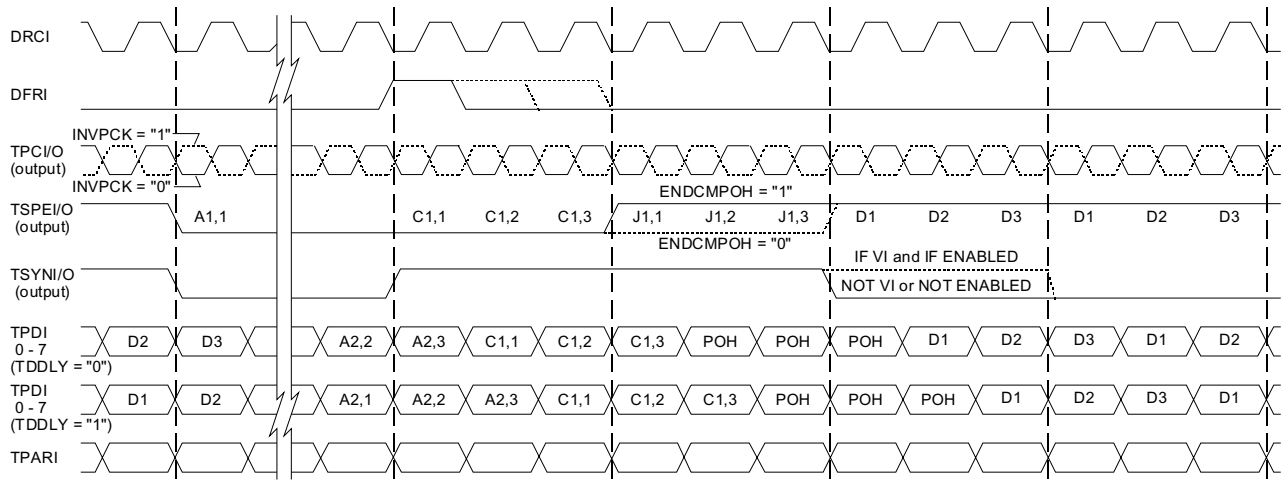 DRCI
DFRI
INVPCK = "1"
TPCI/O
(output)
INVPCK = "0"
ENDCMPOH = "1"
TSPEI/O
(output)
A1,1 C1,1 C1,2 C1,3 J1,1 J1,2 J1,3 D1 D2 D3 D1 D2 D3
ENDCMPOH = "0"
IF VI and IF ENABLED
TSYNI/O
(output)
NOT VI or NOT ENABLED
TPDI
0 - 7
(TDDLY = "0")
D2 D3 A2,2 A2,3 C1,1 C1,2 C1,3 POH POH POH D1 D2 D3 D1 D2
TPDI
0 - 7
(TDDLY = "1")
D1 D2 A2,1 A2,2 A2,3 C1,1 C1,2 C1,3 POH POH POH D1 D2 D3 D1
TPARI